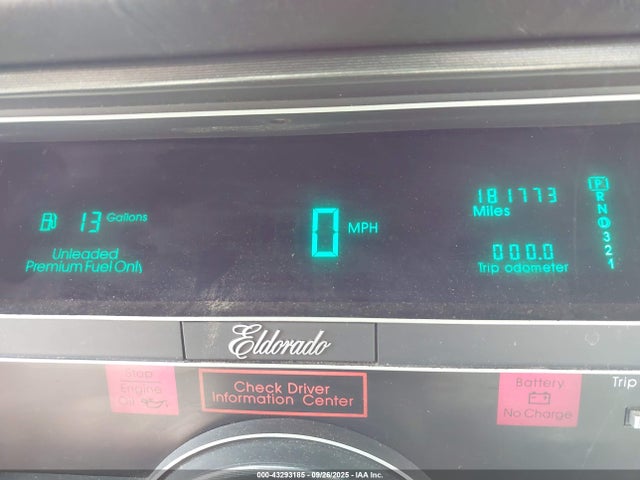 13 Gallons
Unleaded
Premium Fuel Only
0 MPH
181773
Miles
000.0
Trip odometer
P
R
N
D
3
2
1
Eldorado
Stop
Engine
Oil
Check Driver
Information Center
Battery
No Charge
Trip
000-43293185 - 09/26/2025 - IAA Inc.